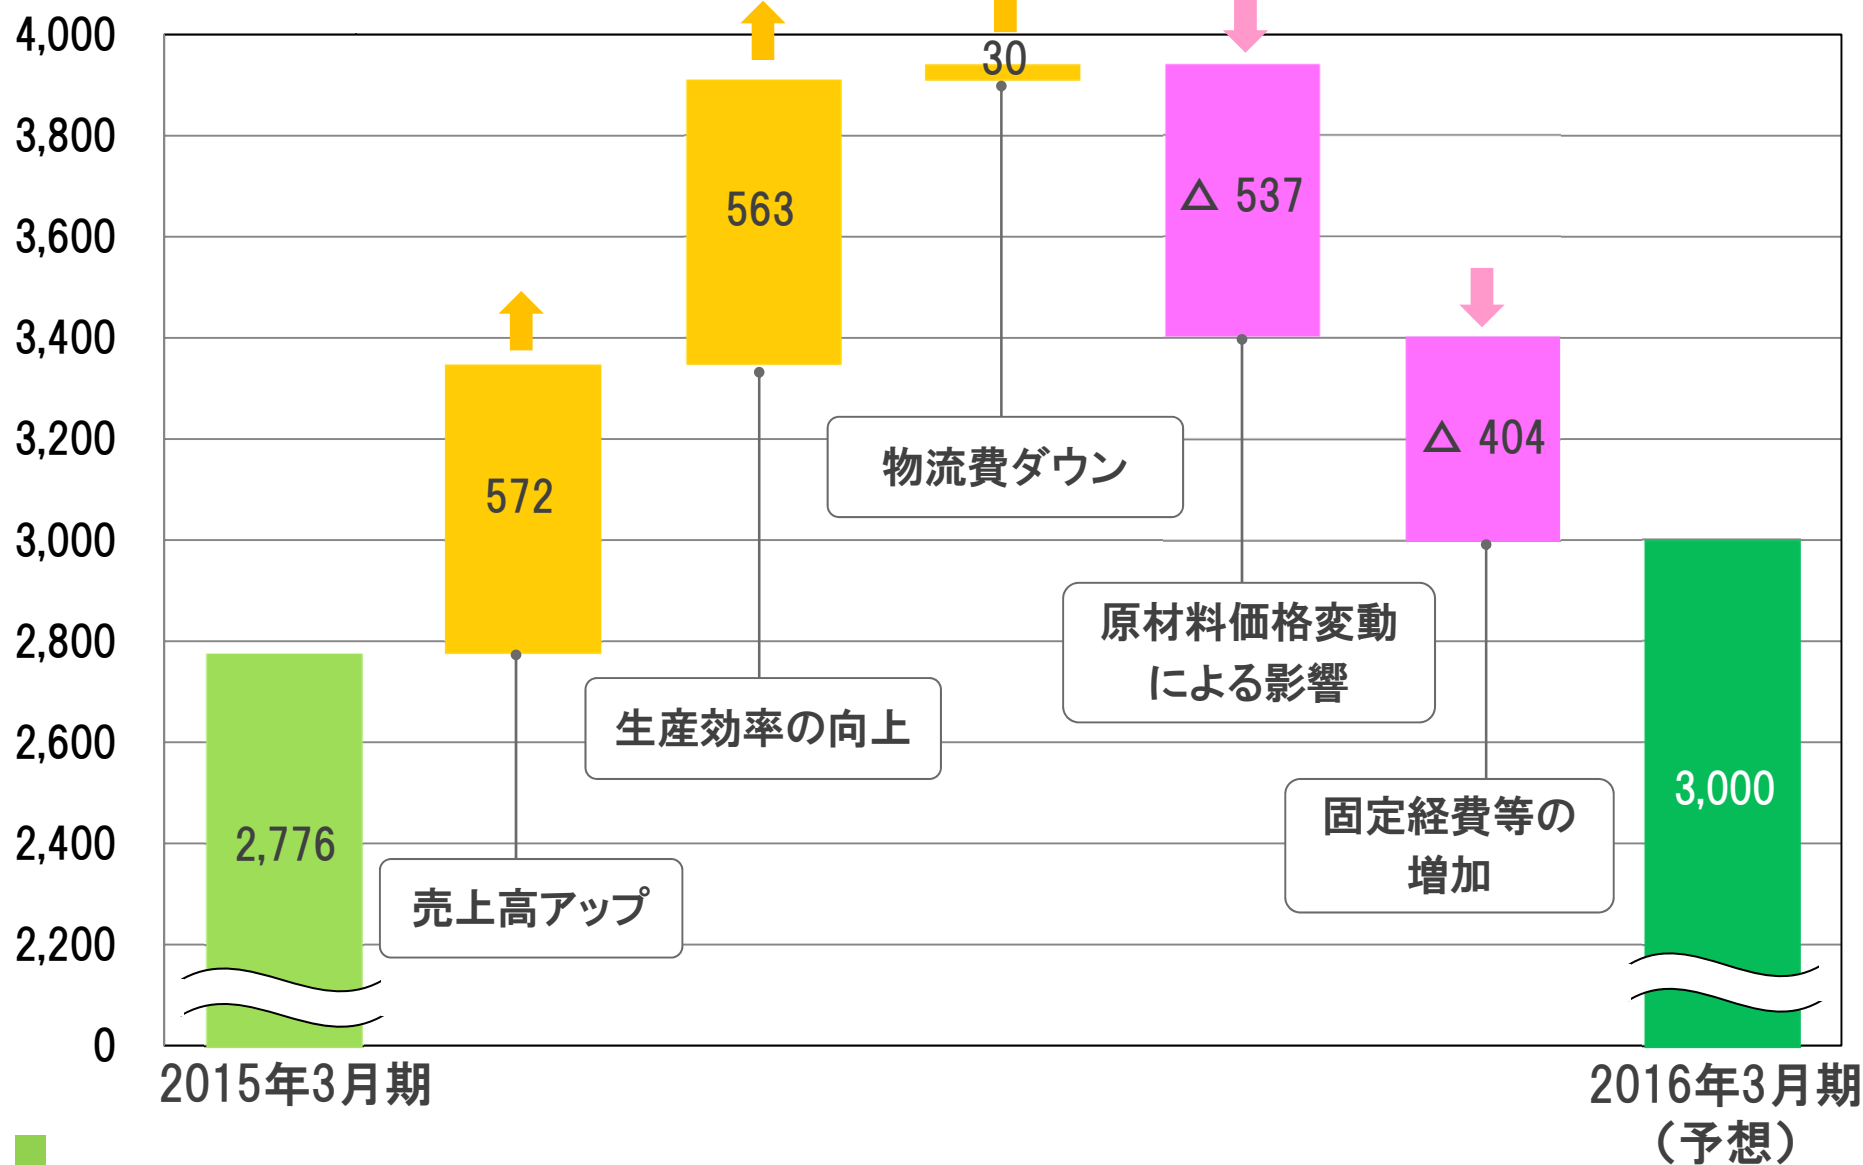 4,000
3,800
3,600
3,400
3,200
3,000
2,800
2,600
2,400
2,200
0
2,776
572
563
30
△ 537
△ 404
3,000
売上高アップ
生産効率の向上
物流費ダウン
原材料価格変動
による影響
固定経費等の
増加
2015年3月期
2016年3月期
（予想）